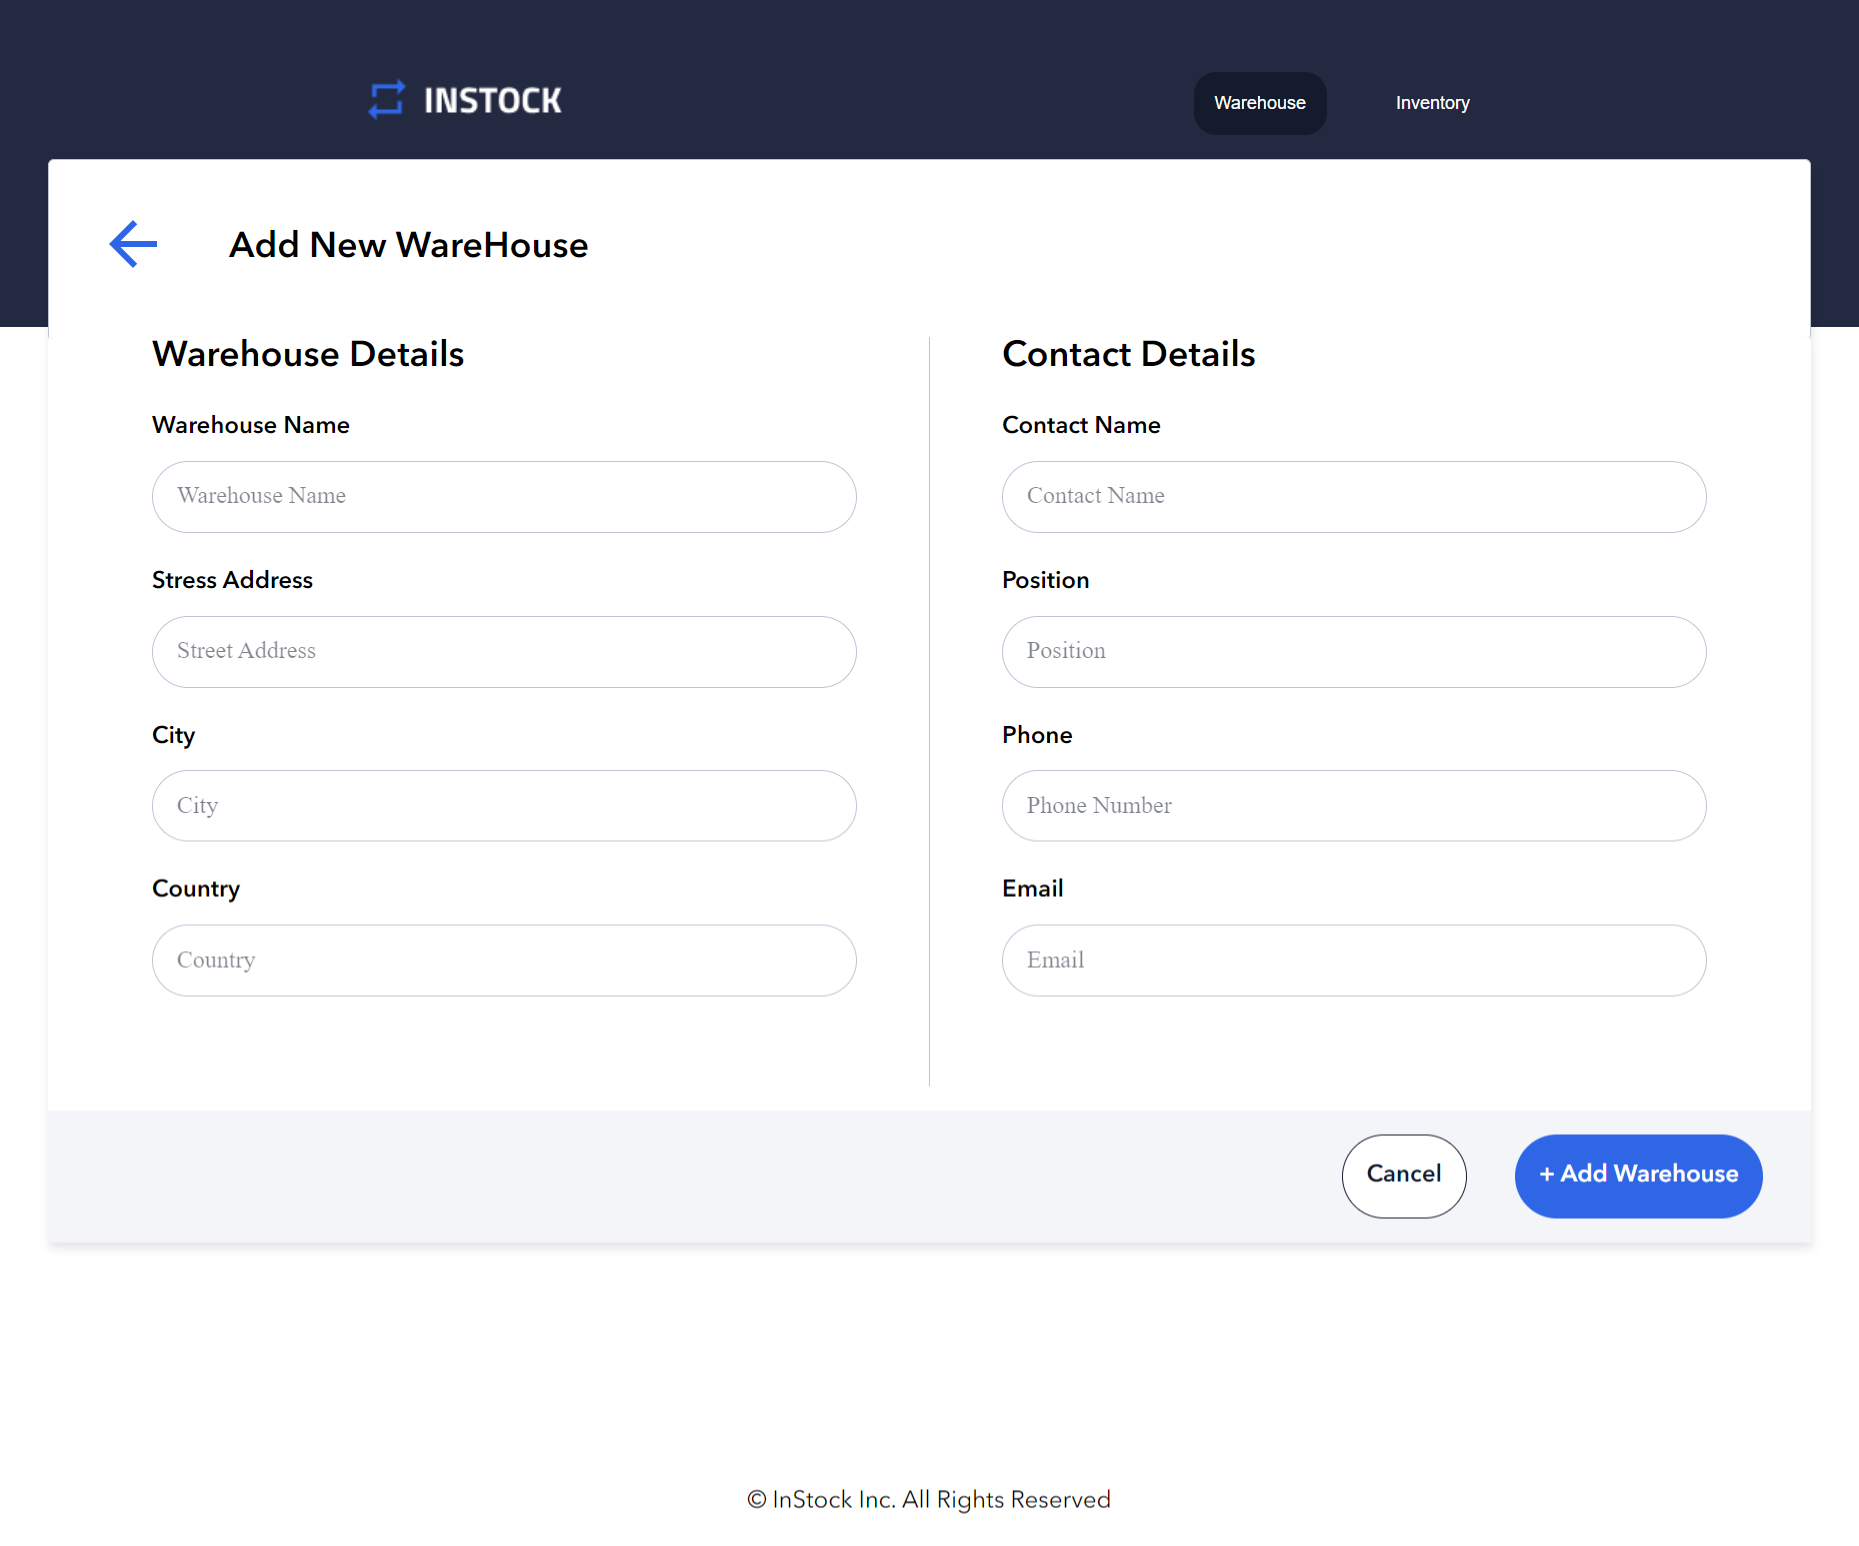 INSTOCK
Warehouse
Inventory
Add New WareHouse
Warehouse Details
Warehouse Name
Warehouse Name
Stress Address
Street Address
City
City
Country
Country
Contact Details
Contact Name
Contact Name
Position
Position
Phone
Phone Number
Email
Email
Cancel
+ Add Warehouse
© InStock Inc. All Rights Reserved